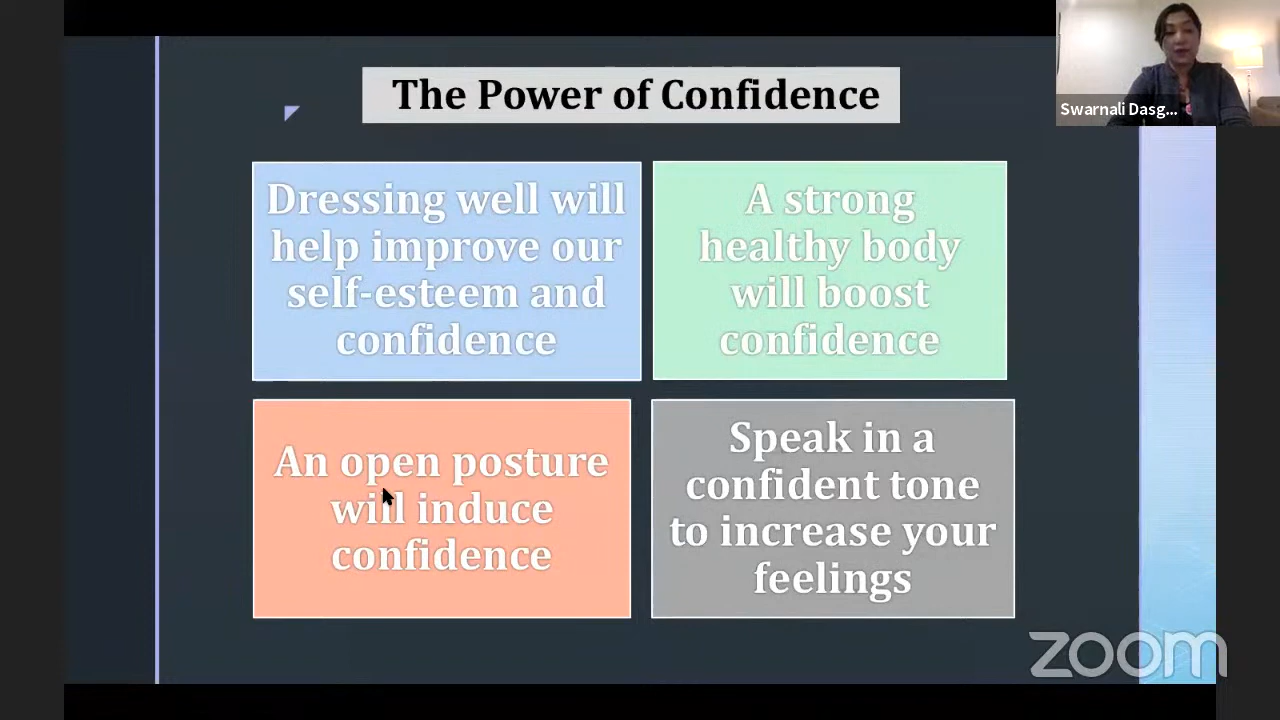 The Power of Confidence
Swarnali Dasg...
Dressing well will
help improve our
self-esteem and
confidence
A strong
healthy body
will boost
confidence
An open posture
will induce
confidence
Speak in a
confident tone
to increase your
feelings
zoom